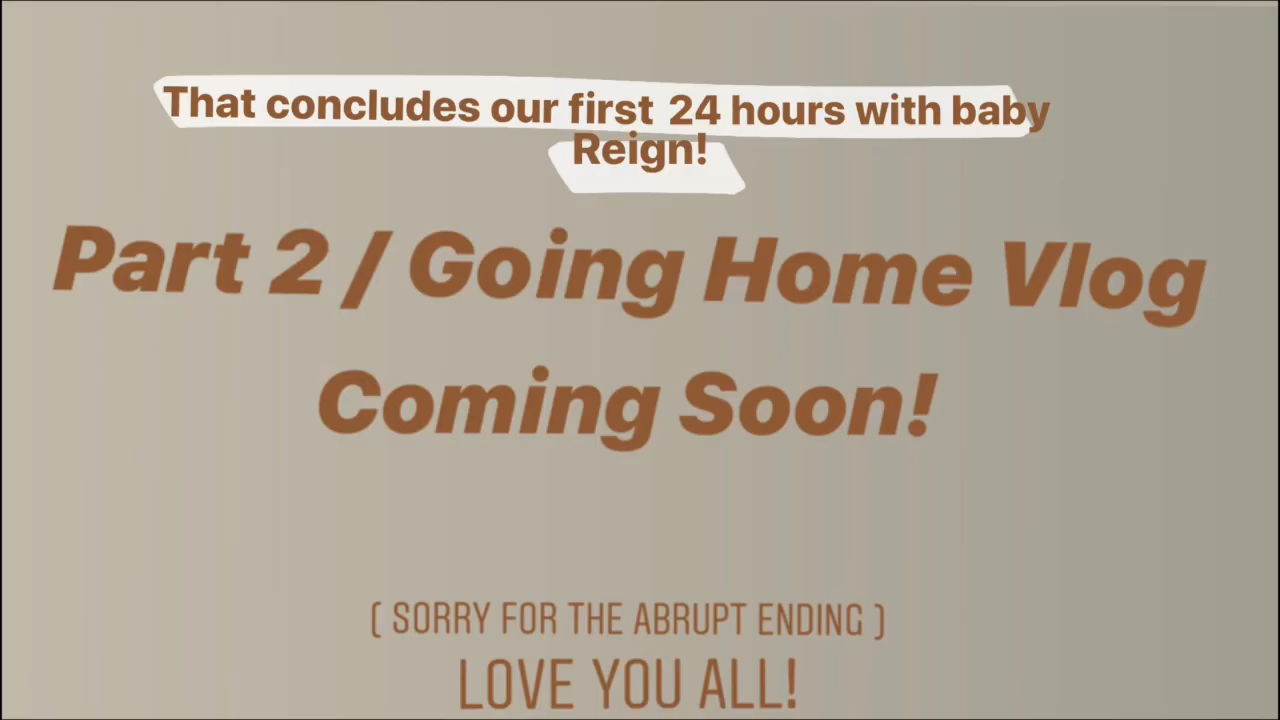 That concludes our first 24 hours with baby
Reign!
Part 2 / Going Home Vlog
Coming Soon!
( SORRY FOR THE ABRUPT ENDING )
LOVE YOU ALL!